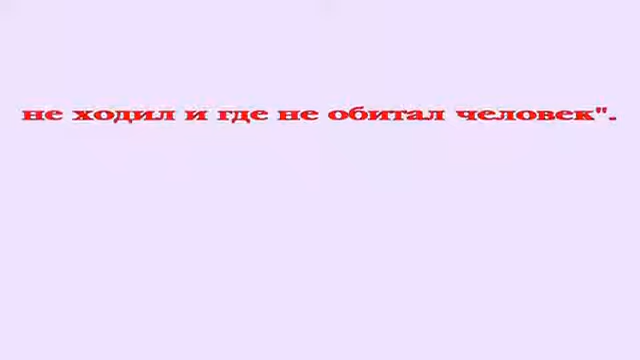 не ходил и где не обитал человек".